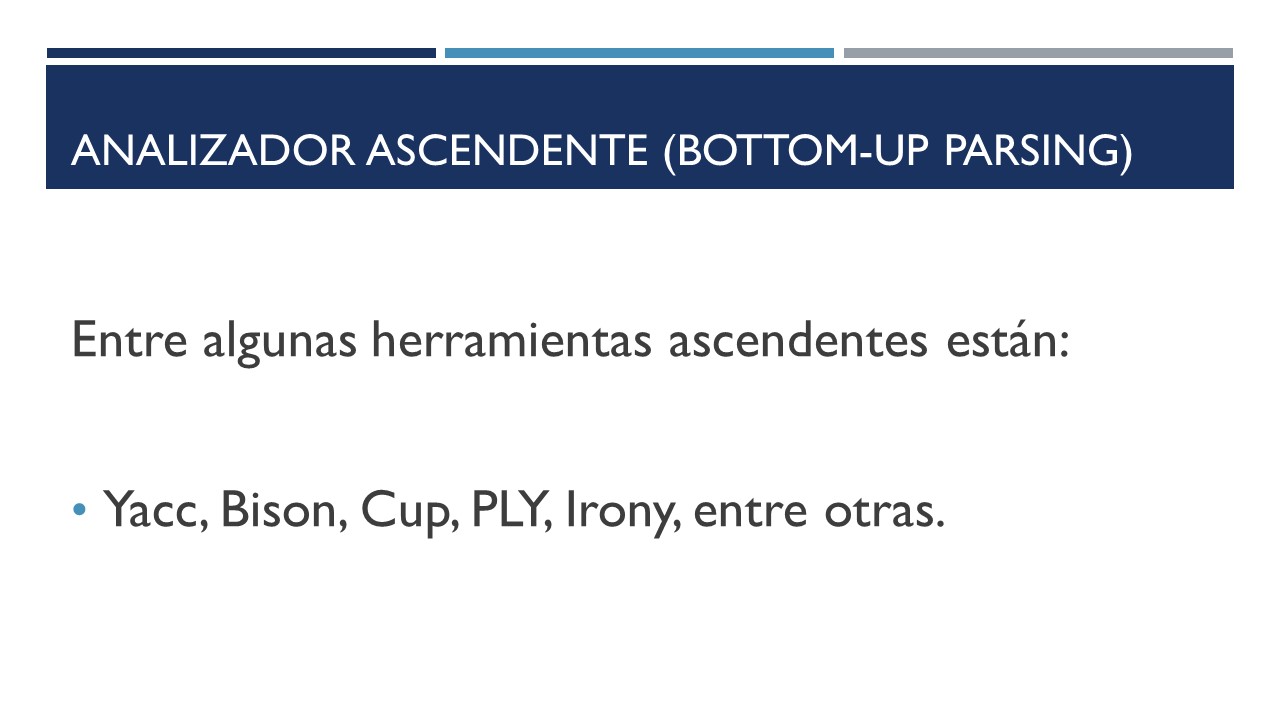 ANALIZADOR ASCENDENTE (BOTTOM-UP PARSING)
Entre algunas herramientas ascendentes están:
• Yacc, Bison, Cup, PLY, Irony, entre otras.